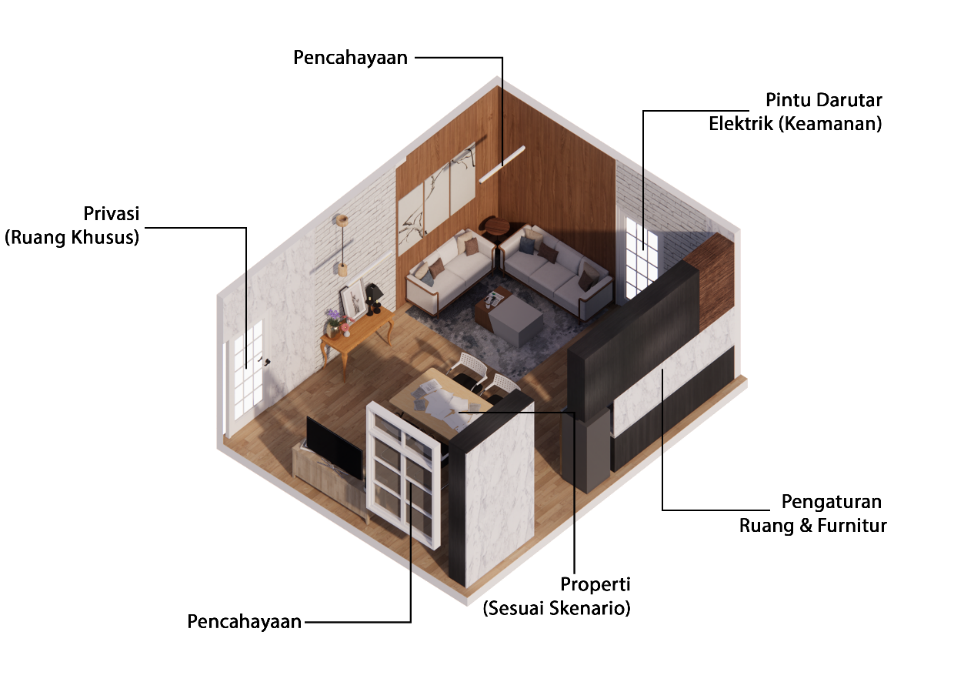 Pencahayaan
Pintu Darutar
Elektrik (Keamanan)
Privasi
(Ruang Khusus)
Pengaturan
Ruang & Furnitur
Properti
(Sesuai Skenario)
Pencahayaan